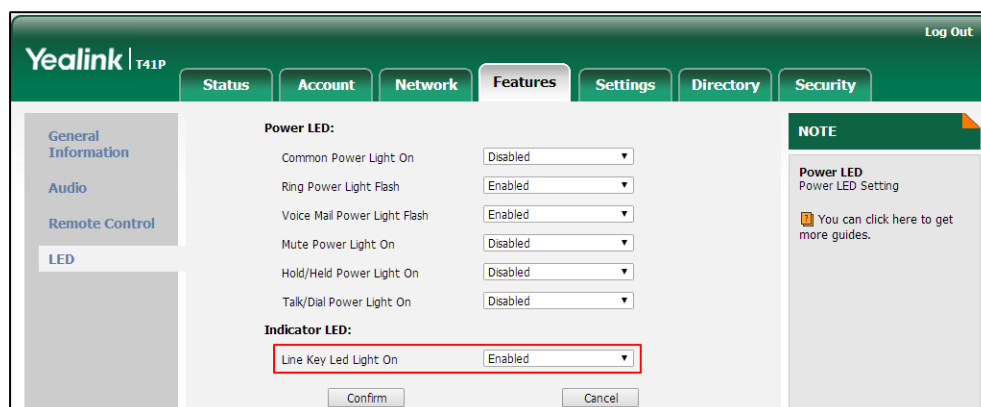 Log Out
Yealink T41P
Status Account Network Features Settings Directory Security
General
Information
Audio
Remote Control
LED
Power LED:
Common Power Light On Disabled
Ring Power Light Flash Enabled
Voice Mail Power Light Flash Enabled
Mute Power Light On Disabled
Hold/Held Power Light On Disabled
Talk/Dial Power Light On Disabled
Indicator LED:
Line Key Led Light On Enabled
Confirm Cancel
NOTE
Power LED
Power LED Setting
? You can click here to get
more guides.